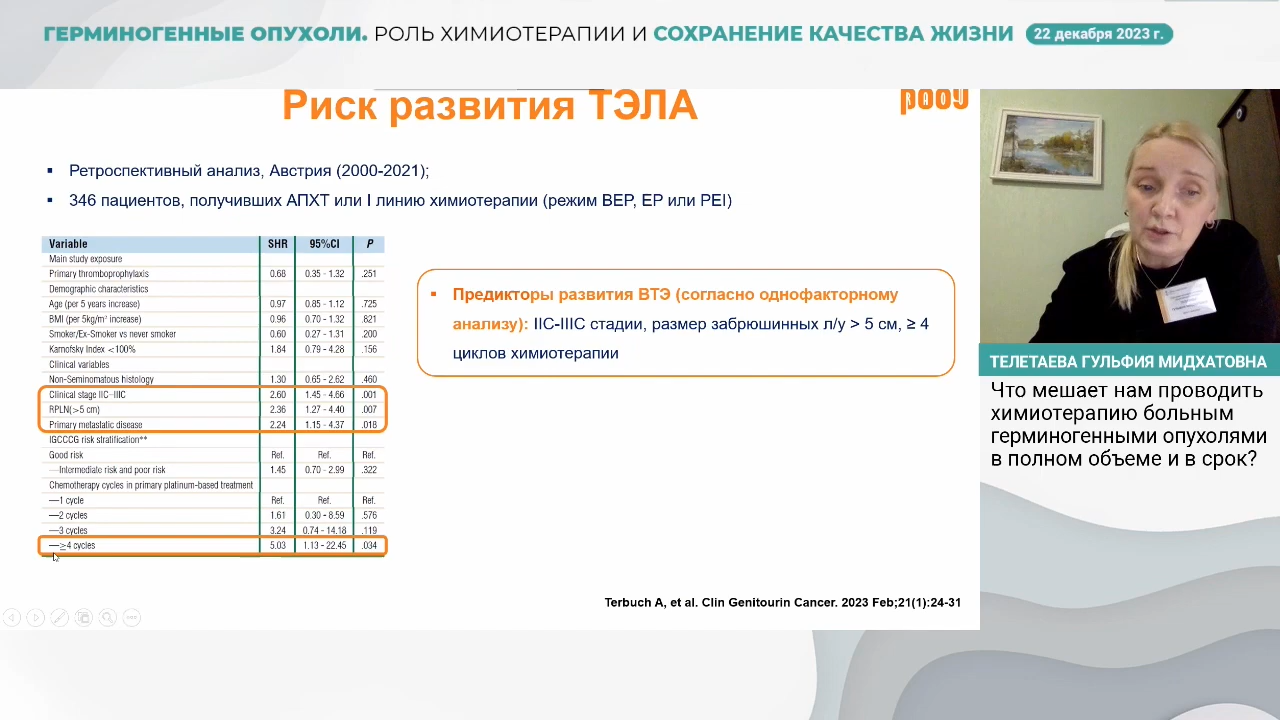 ГЕРМИНОГЕННЫЕ ОПУХОЛИ. РОЛЬ ХИМИОТЕРАПИИ И СОХРАНЕНИЕ КАЧЕСТВА ЖИЗНИ 22 декабря 2023 г.
Риск развития ТЭЛА
▪ Ретроспективный анализ, Австрия (2000-2021);
▪ 346 пациентов, получивших АПХТ или I линию химиотерапии (режим BEP, EP или PEI)
Variable SHR 95%CI P
Main study exposure
Primary thromboprophylaxis 0.68 0.35 - 1.32 .251
Demographic characteristics
Age (per 5 years increase) 0.97 0.85 - 1.12 .725
BMI (per 5kg/m² increase) 0.96 0.70 - 1.32 .821
Smoker/Ex-Smoker vs never smoker 0.60 0.27 - 1.31 .200
Karnofsky Index <100% 1.84 0.79 - 4.28 .156
Clinical variables
Non-Seminomatous histology 1.30 0.65 - 2.62 .460
Clinical stage IIC-IIIC 2.60 1.45 - 4.66 .001
RPLN(>5 cm) 2.36 1.27 - 4.40 .007
Primary metastatic disease 2.24 1.15 - 4.37 .018
IGCCCG risk stratification**
Good risk Ref. Ref. Ref.
—Intermediate risk and poor risk 1.45 0.70 - 2.99 .322
Chemotherapy cycles in primary platinum-based treatment
—1 cycle Ref. Ref. Ref.
—2 cycles 1.61 0.30 - 8.59 .576
—3 cycles 3.24 0.74 - 14.18 .119
—≥4 cycles 5.03 1.13 - 22.45 .034
▪ Предикторы развития ВТЭ (согласно однофакторному
анализу): IIC-IIIC стадии, размер забрюшинных л/у > 5 см, ≥ 4
циклов химиотерапии
Terbuch A, et al. Clin Genitourin Cancer. 2023 Feb;21(1):24-31
ТЕЛЕТАЕВА ГУЛЬФИЯ МИДХАТОВНА
Что мешает нам проводить
химиотерапию больным
герминогенными опухолями
в полном объеме и в срок?